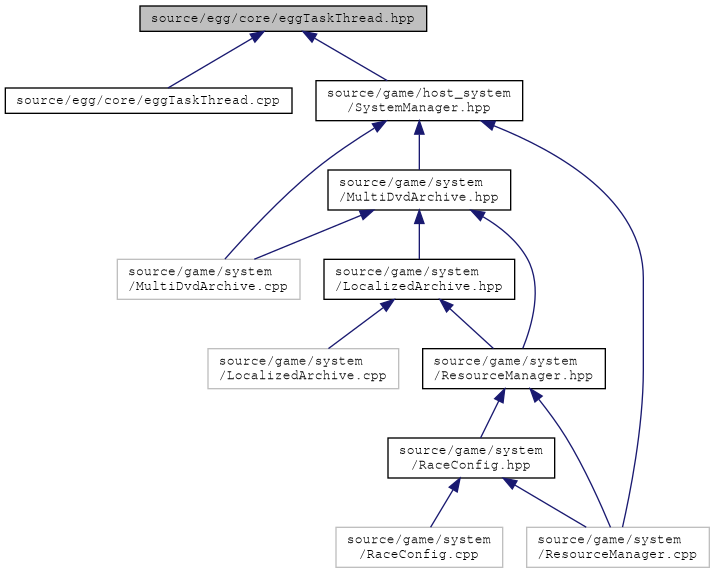 source/egg/core/eggTaskThread.hpp
source/egg/core/eggTaskThread.cpp
source/game/host_system
/SystemManager.hpp
source/game/system
/MultiDvdArchive.hpp
source/game/system
/MultiDvdArchive.cpp
source/game/system
/LocalizedArchive.hpp
source/game/system
/LocalizedArchive.cpp
source/game/system
/ResourceManager.hpp
source/game/system
/RaceConfig.hpp
source/game/system
/RaceConfig.cpp
source/game/system
/ResourceManager.cpp